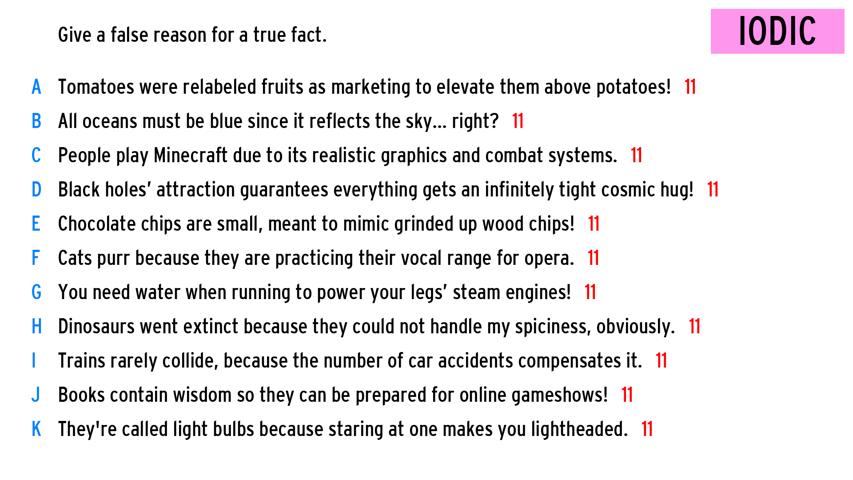 Give a false reason for a true fact.
IODIC
A Tomatoes were relabeled fruits as marketing to elevate them above potatoes! 11
B All oceans must be blue since it reflects the sky... right? 11
C People play Minecraft due to its realistic graphics and combat systems. 11
D Black holes' attraction guarantees everything gets an infinitely tight cosmic hug! 11
E Chocolate chips are small, meant to mimic grinded up wood chips! 11
F Cats purr because they are practicing their vocal range for opera. 11
G You need water when running to power your legs' steam engines! 11
H Dinosaurs went extinct because they could not handle my spiciness, obviously. 11
I Trains rarely collide, because the number of car accidents compensates it. 11
J Books contain wisdom so they can be prepared for online gameshows! 11
K They're called light bulbs because staring at one makes you lightheaded. 11